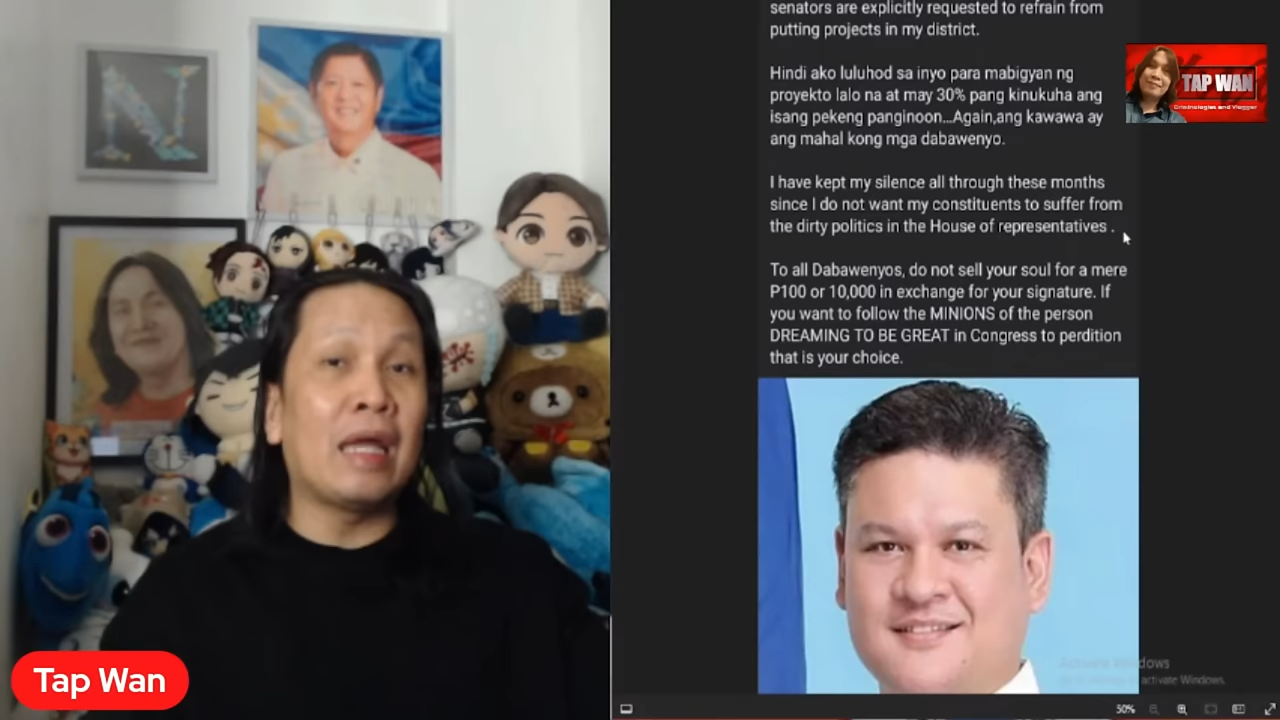 senators are explicitly requested to refrain from
putting projects in my district.
Hindi ako luluhod sa inyo para mabigyan ng
proyekto lalo na at may 30% pang kinukuha ang
isang pekeng panginoon...Again,ang kawawa ay
ang mahal kong mga dabawenyo.
I have kept my silence all through these months
since I do not want my constituents to suffer from
the dirty politics in the House of representatives .
To all Dabawenyos, do not sell your soul for a mere
P100 or 10,000 in exchange for your signature. If
you want to follow the MINIONS of the person
DREAMING TO BE GREAT in Congress to perdition
that is your choice.
TAP WAN
Criminologist and Vlogger
N
Tap Wan
Activate Windows
activate Windows.
50%